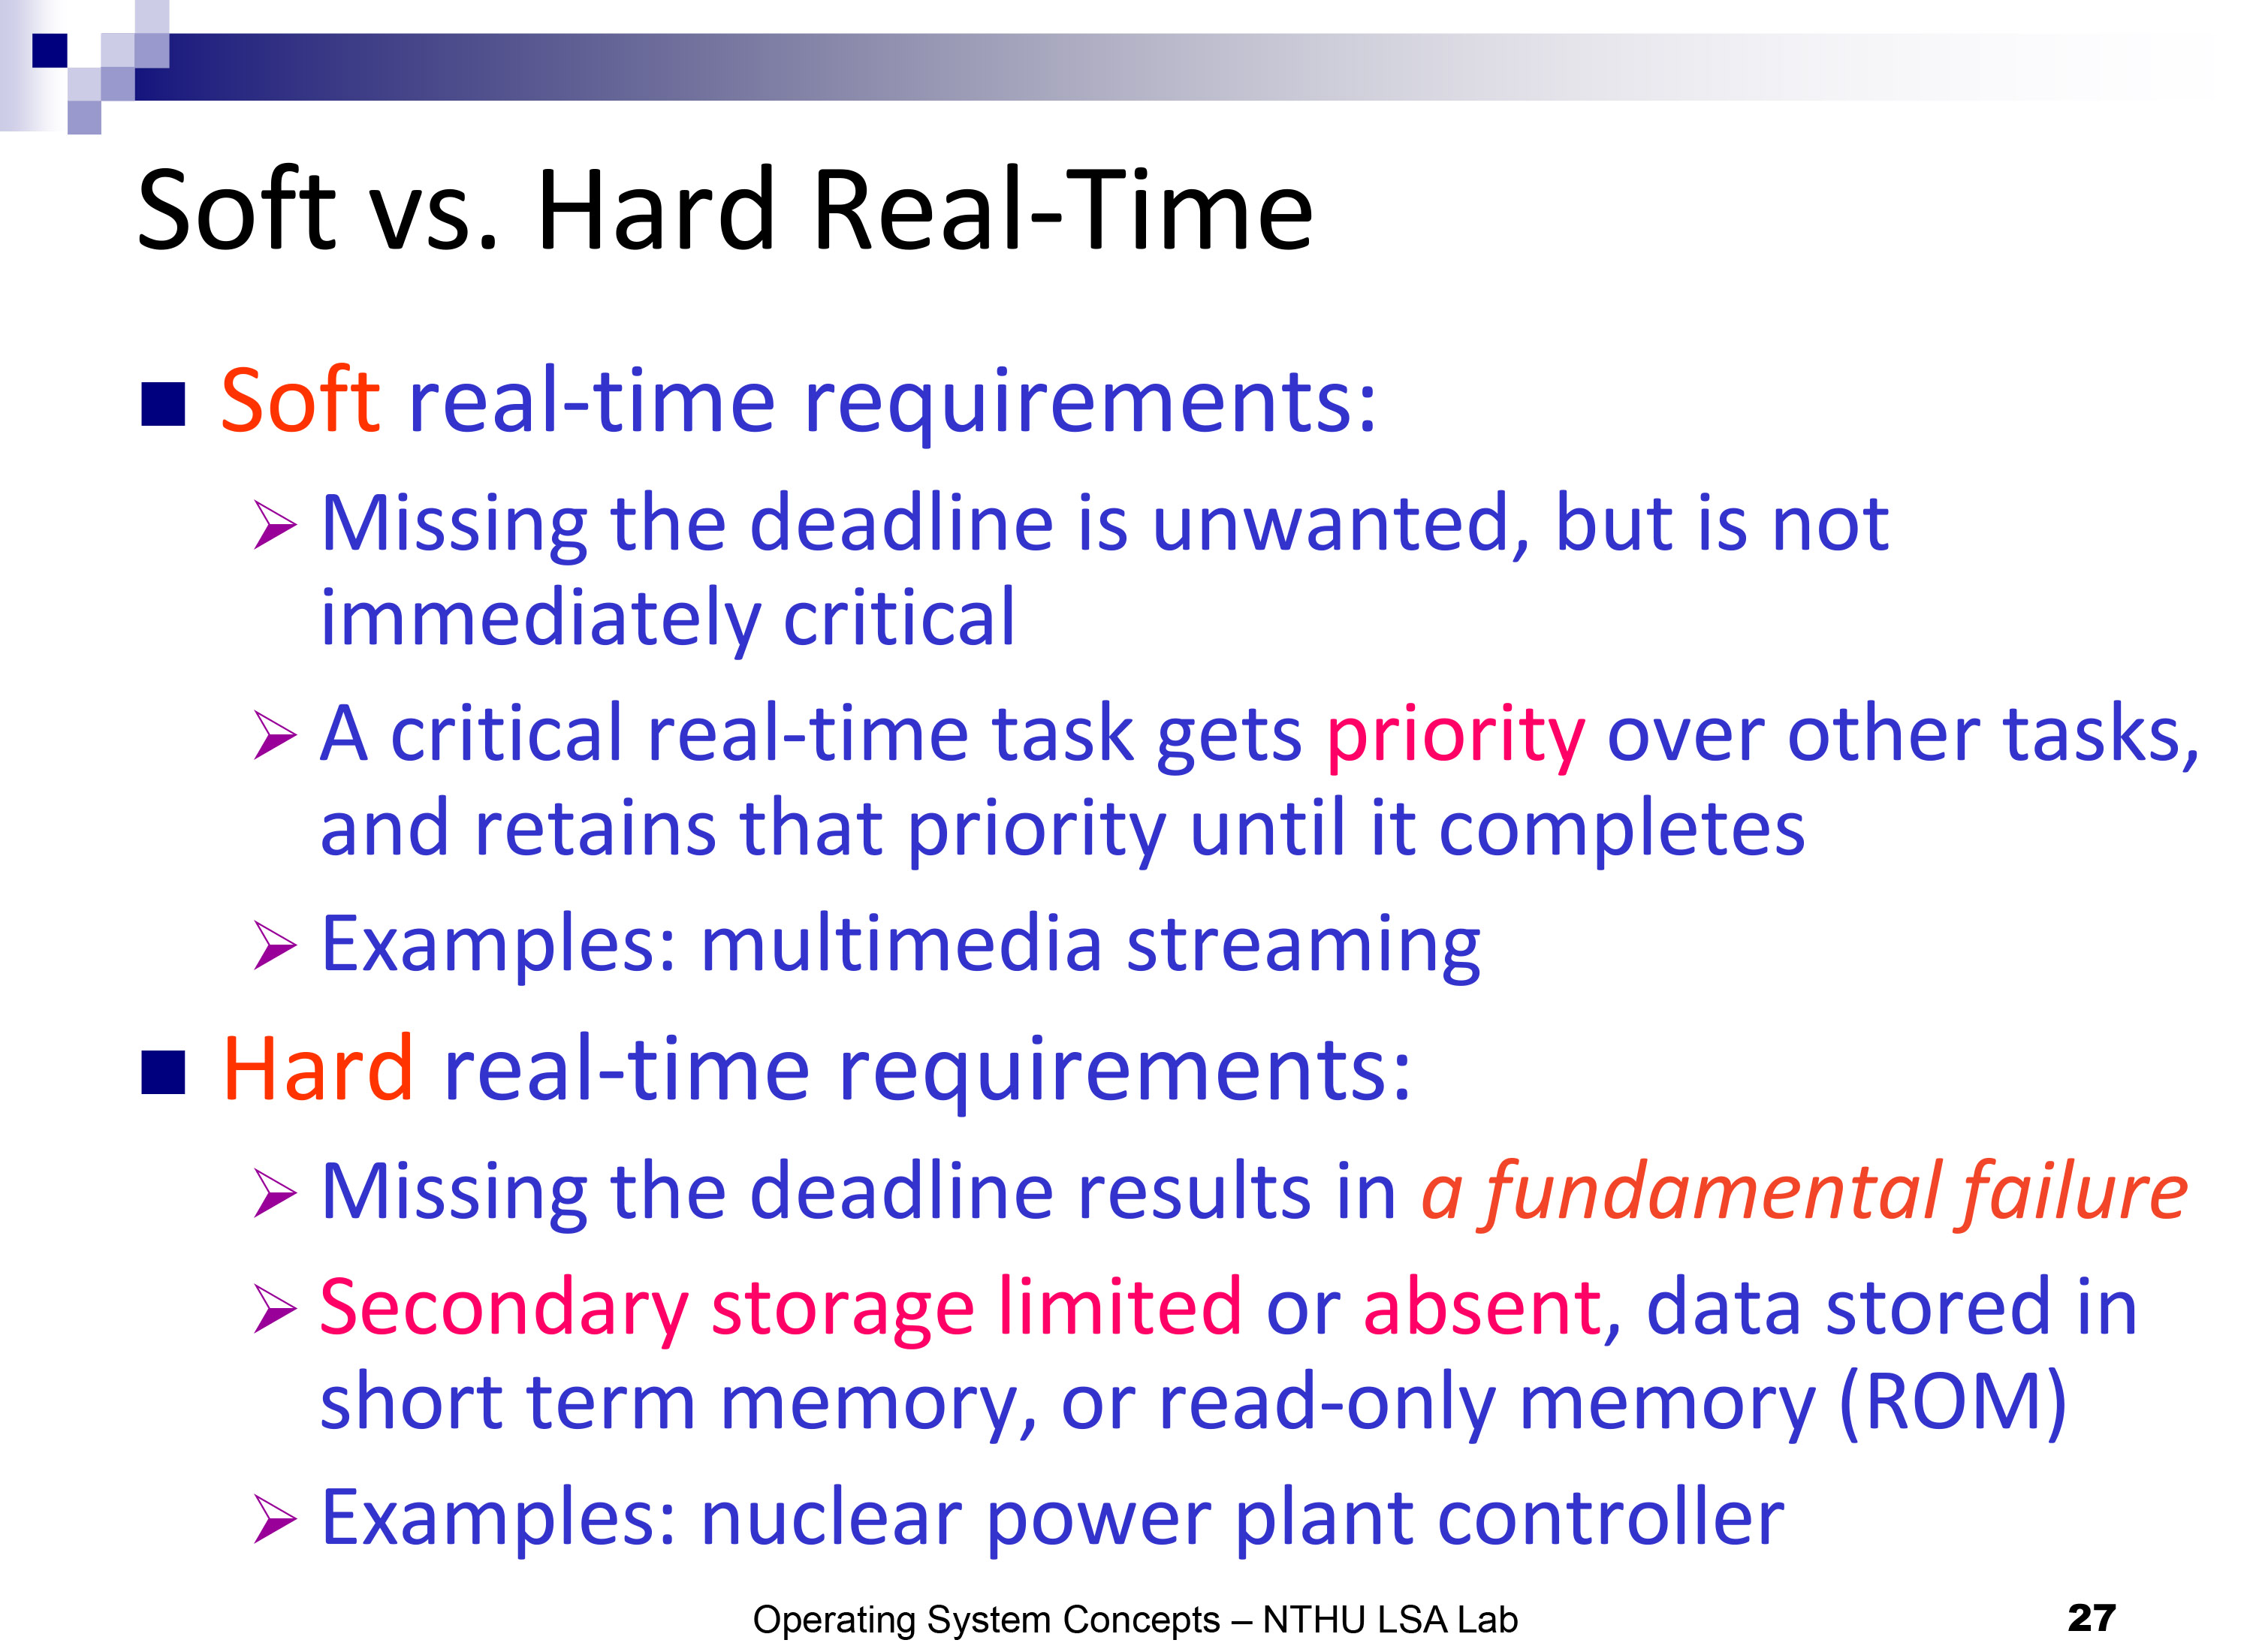 Soft vs. Hard Real-Time
Soft real-time requirements:
Missing the deadline is unwanted, but is not
immediately critical
A critical real-time task gets priority over other tasks,
and retains that priority until it completes
Examples: multimedia streaming
Hard real-time requirements:
Missing the deadline results in a fundamental failure
Secondary storage limited or absent, data stored in
short term memory, or read-only memory (ROM)
Examples: nuclear power plant controller
Operating System Concepts – NTHU LSA Lab
27